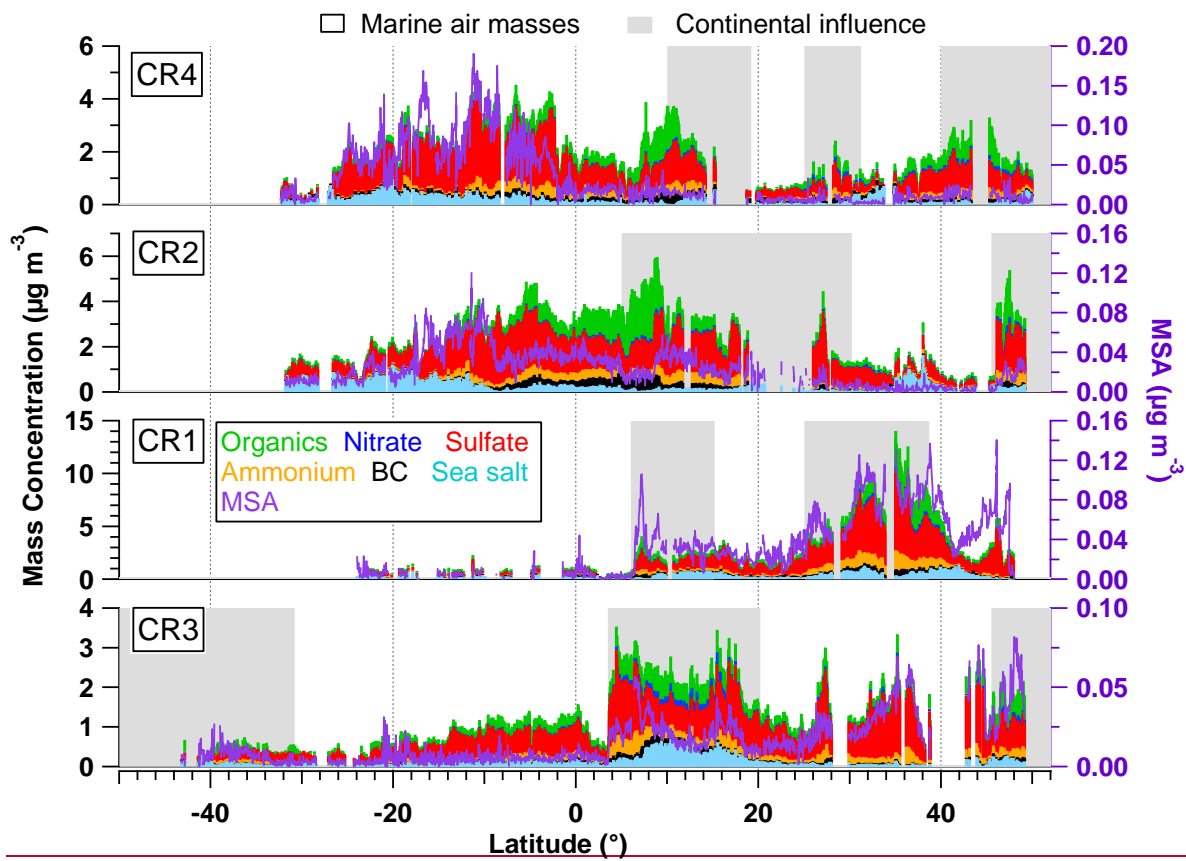 Marine air masses Continental influence
CR4
6
4
2
0
0.20
0.15
0.10
0.05
0.00
CR2
6
4
2
0
0.16
0.12
0.08
0.04
0.00
CR1
15
10
5
0
0.16
0.12
0.08
0.04
0.00
Organics Nitrate Sulfate
Ammonium BC Sea salt
MSA
CR3
4
3
2
1
0
0.10
0.05
0.00
Mass Concentration (µg m⁻³)
MSA (µg m⁻³)
-40 -20 0 20 40
Latitude (°)